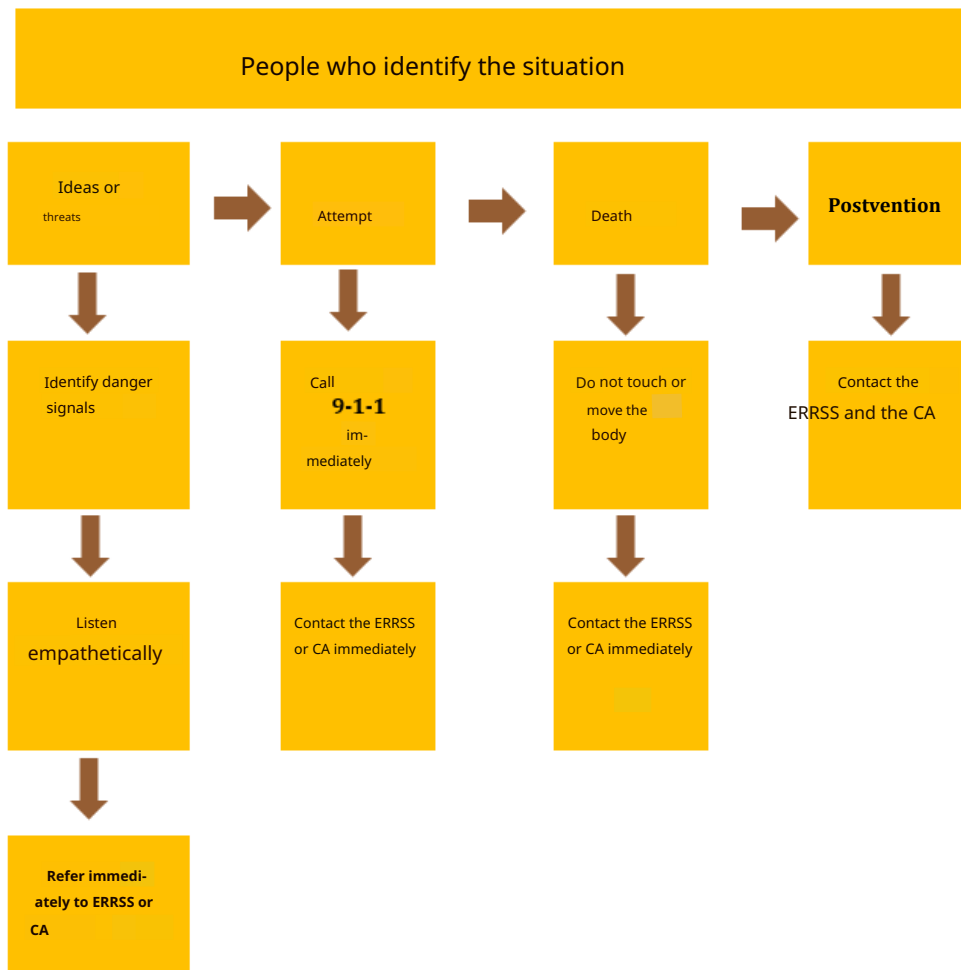 People who identify the situation
Ideas or
threats
Attempt
Death
Postvention
Identify danger
signals
Call
9-1-1
im-
mediately
Do not touch or
move the
body
Contact the
ERRSS and the CA
Listen
empathetically
Contact the ERRSS
or CA immediately
Contact the ERRSS
or CA immediately
Refer immedi-
ately to ERRSS or
CA